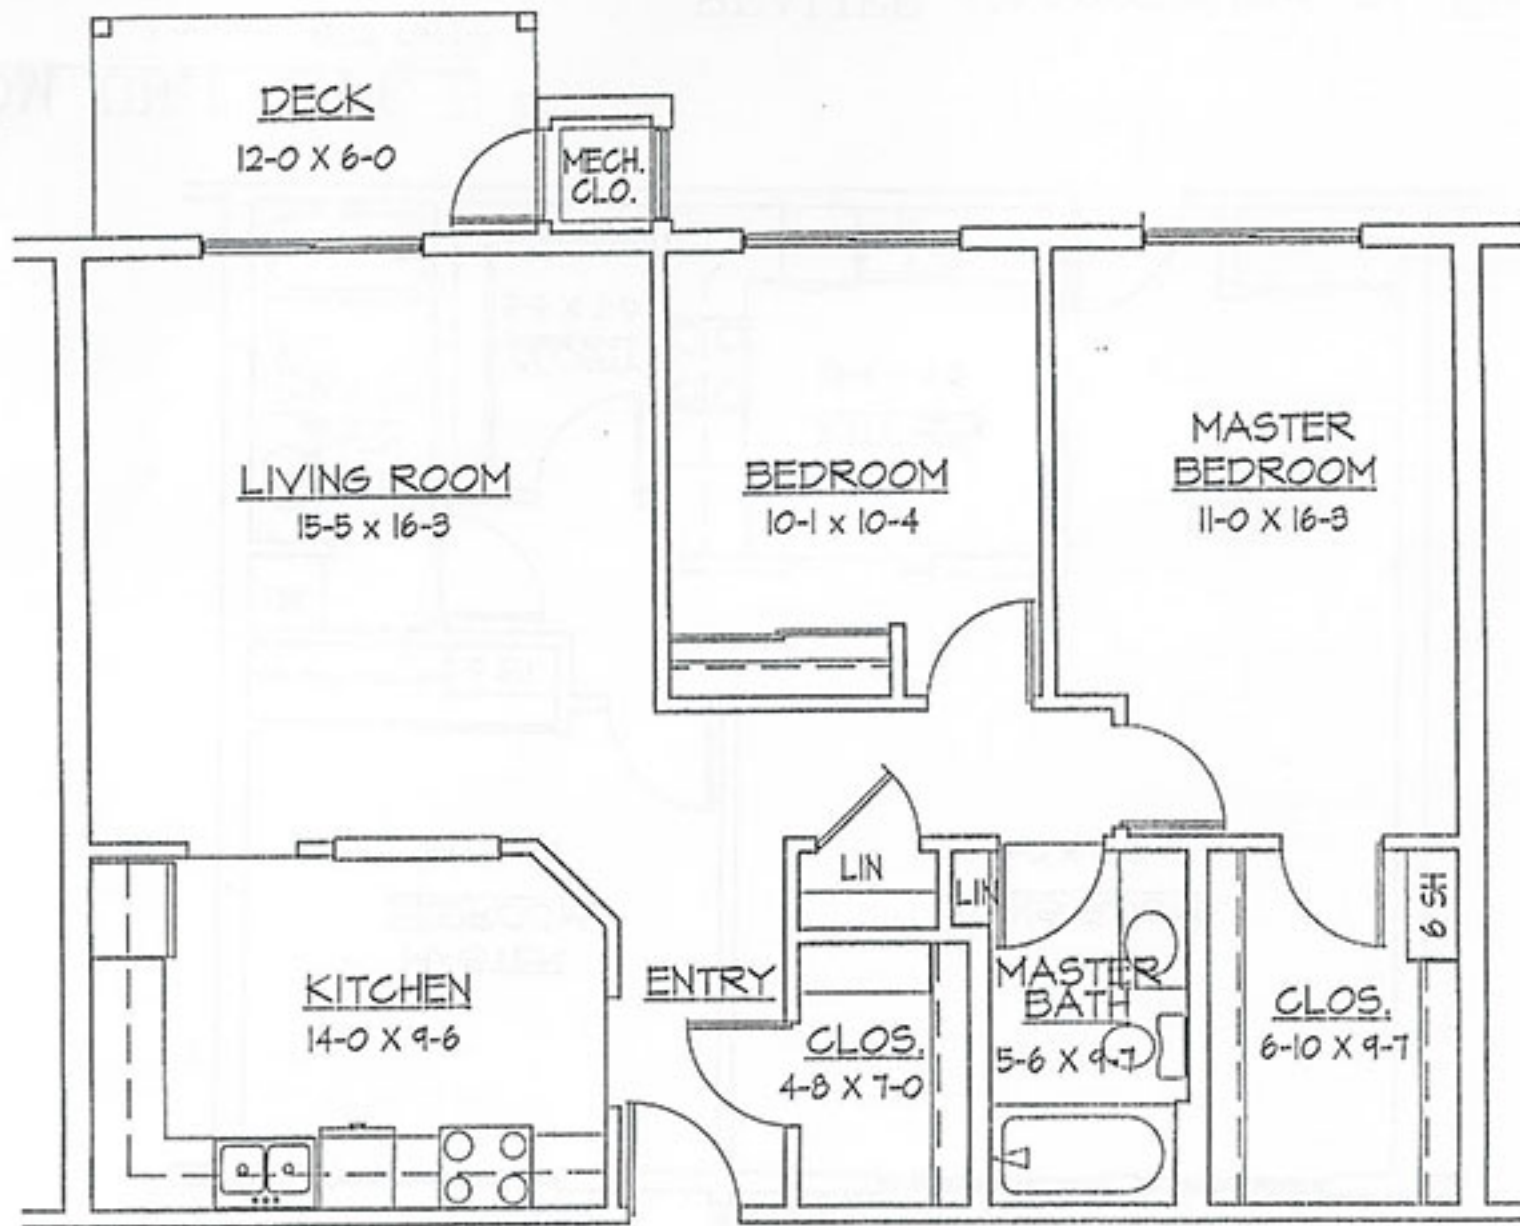 DECK
12-0 X 6-0
MECH.
CLO.
LIVING ROOM
15-5 x 16-3
BEDROOM
10-1 x 10-4
MASTER
BEDROOM
11-0 X 16-3
LIN
LIN
6 SH
KITCHEN
14-0 X 9-6
ENTRY
CLOS.
4-8 X 7-0
MASTER
BATH
5-6 X 9-7
CLOS.
6-10 X 9-7